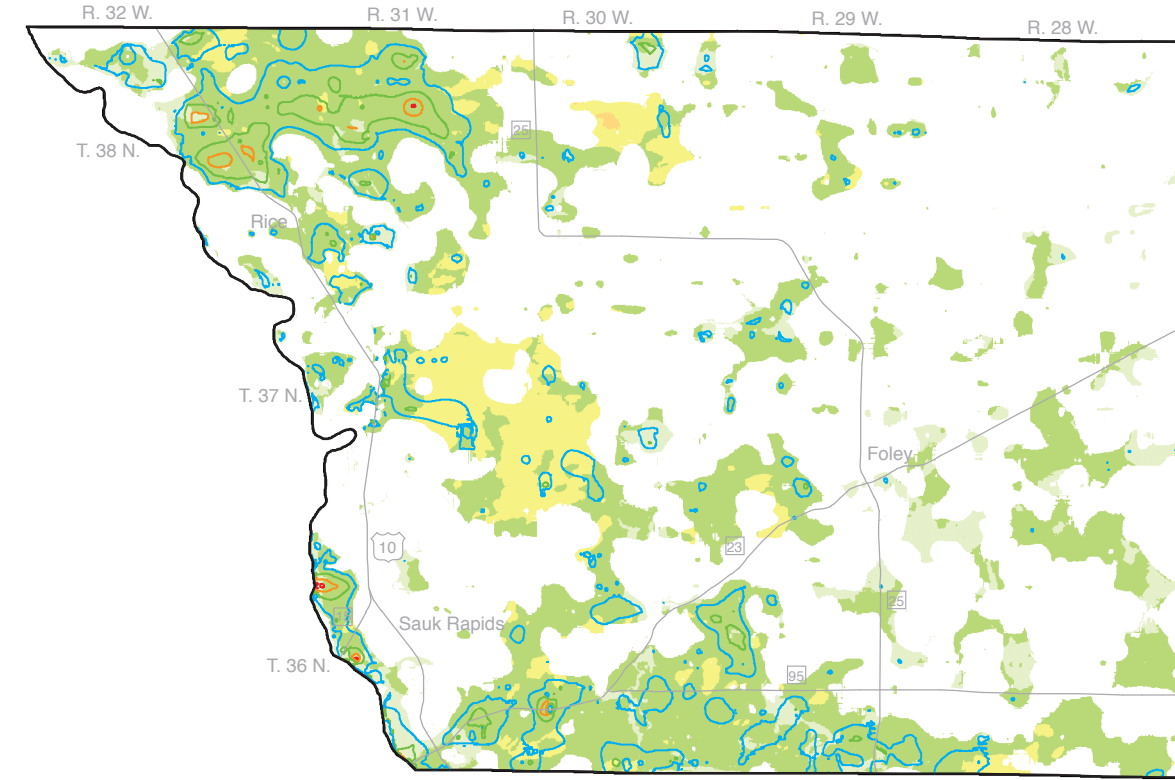 R. 32 W.
R. 31 W.
R. 30 W.
R. 29 W.
R. 28 W.
25
T. 38 N.
Rice
T. 37 N.
Foley
10
23
25
Sauk Rapids
T. 36 N.
95